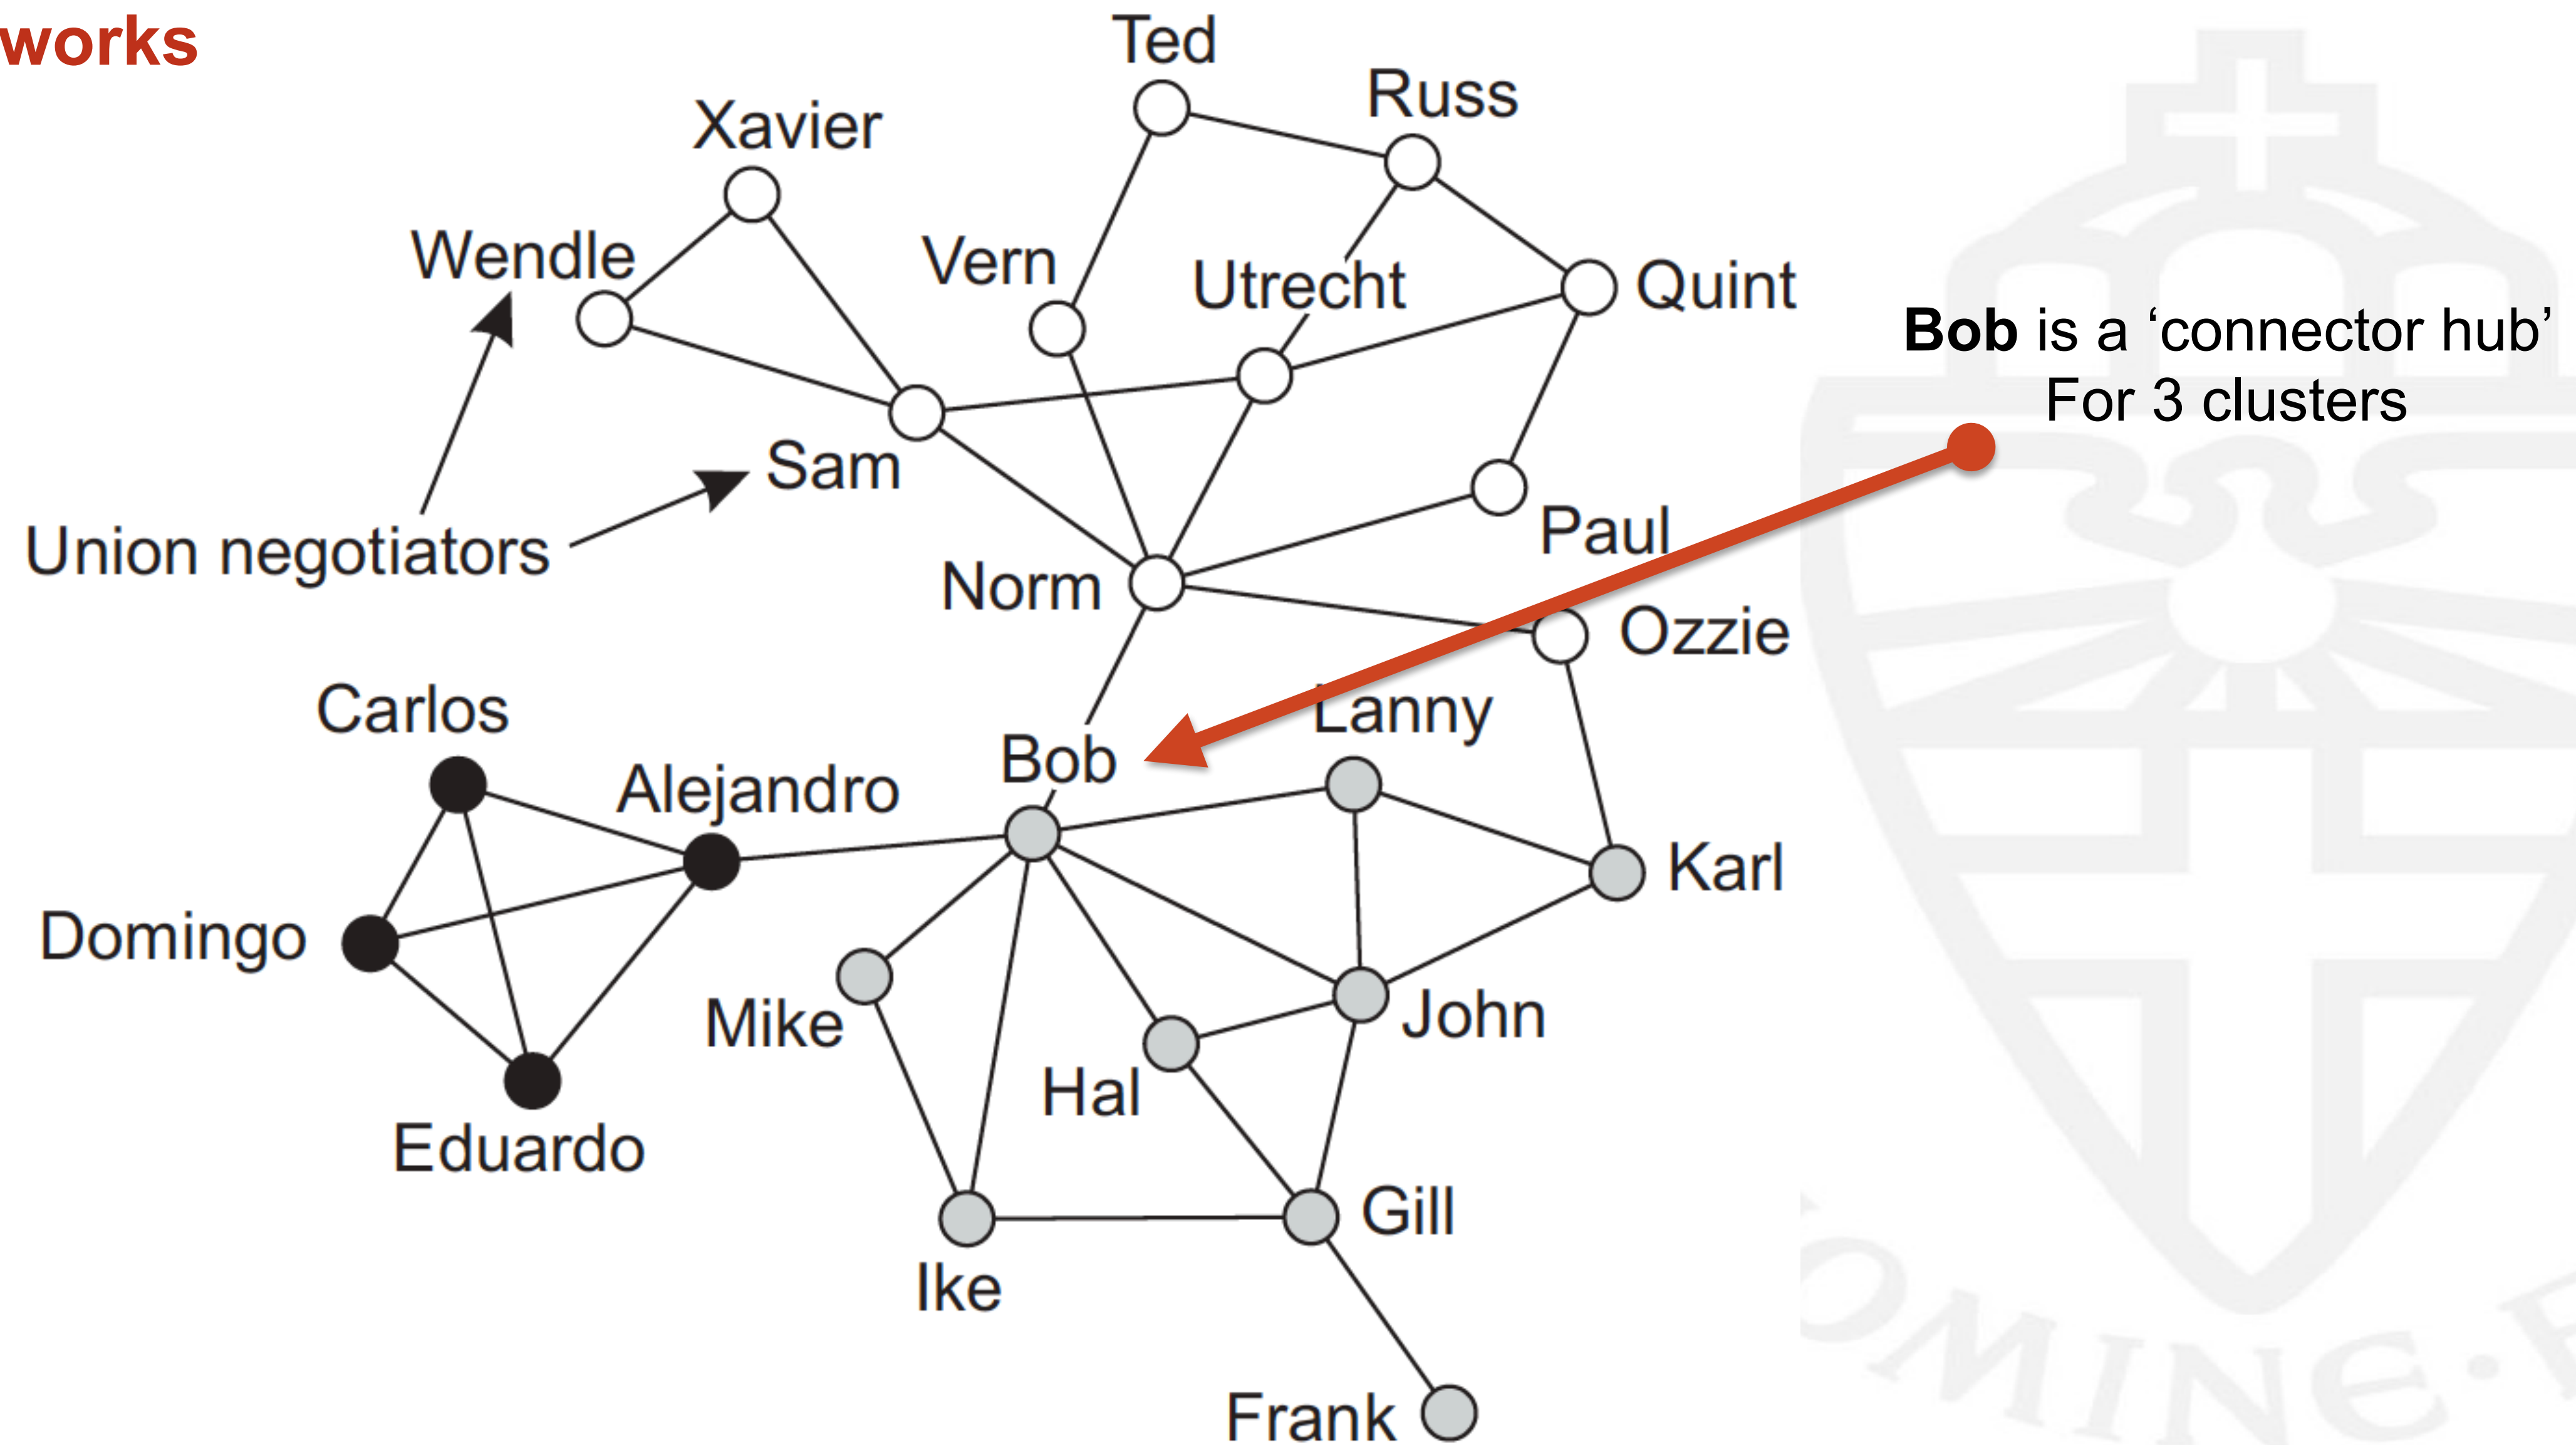 works
Ted
Russ
Xavier
Wendle
Vern
Utrecht
Quint
Bob is a ‘connector hub’
For 3 clusters
Sam
Union negotiators
Paul
Norm
Ozzie
Carlos
Lanny
Bob
Alejandro
Karl
Domingo
Mike
John
Hal
Eduardo
Gill
Ike
Frank